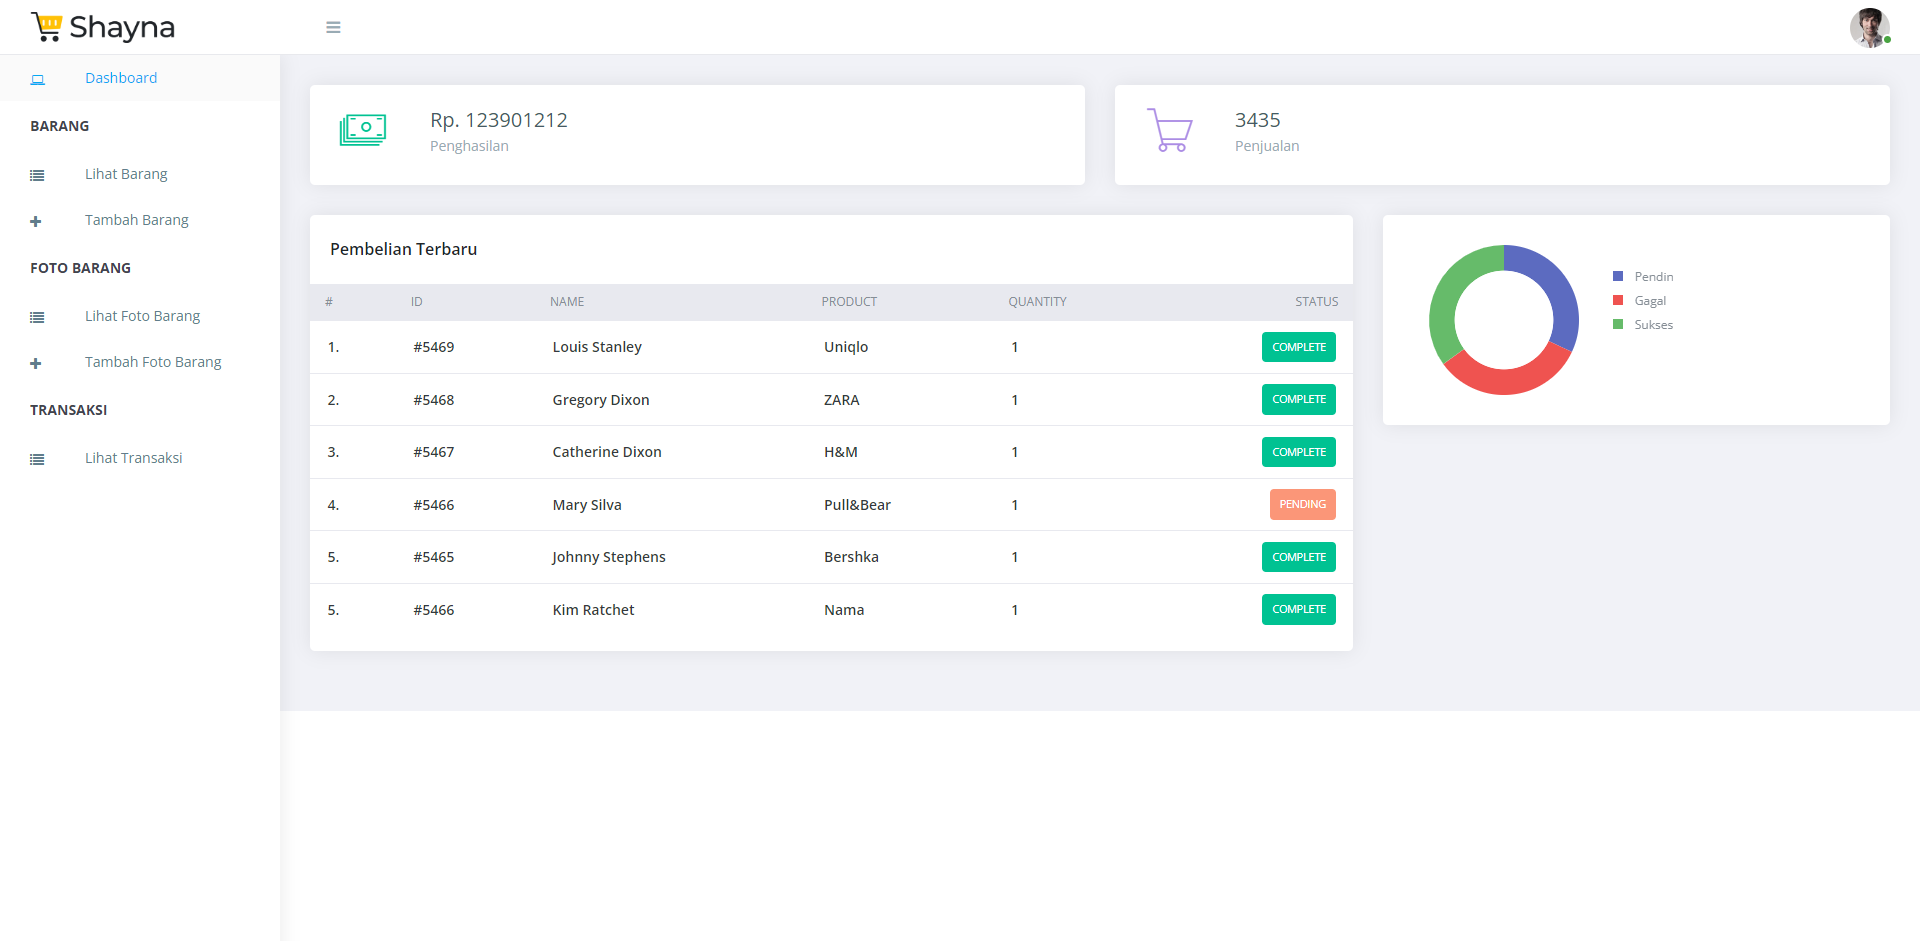 Shayna
Dashboard
BARANG
Lihat Barang
Tambah Barang
FOTO BARANG
Lihat Foto Barang
Tambah Foto Barang
TRANSAKSI
Lihat Transaksi
Rp. 123901212
Penghasilan
3435
Penjualan
Pembelian Terbaru
# ID NAME PRODUCT QUANTITY STATUS
1. #5469 Louis Stanley Uniqlo 1 COMPLETE
2. #5468 Gregory Dixon ZARA 1 COMPLETE
3. #5467 Catherine Dixon H&M 1 COMPLETE
4. #5466 Mary Silva Pull&Bear 1 PENDING
5. #5465 Johnny Stephens Bershka 1 COMPLETE
5. #5466 Kim Ratchet Nama 1 COMPLETE
Pendin
Gagal
Sukses